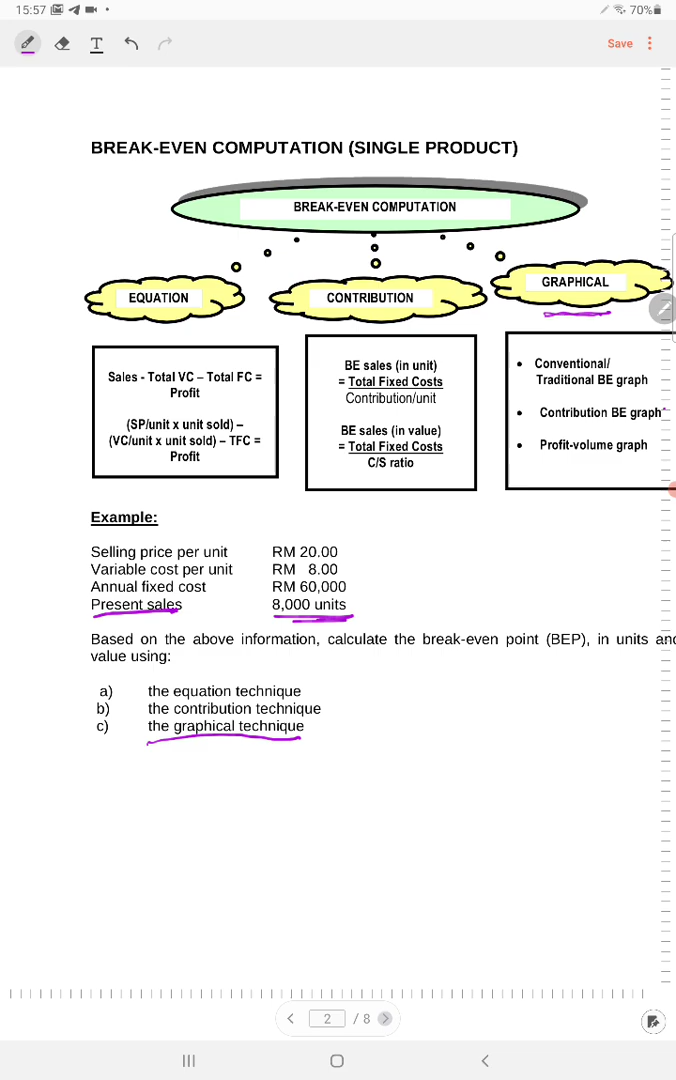 15:57
70%
T
Save
BREAK-EVEN COMPUTATION (SINGLE PRODUCT)
BREAK-EVEN COMPUTATION
EQUATION
CONTRIBUTION
GRAPHICAL
Sales - Total VC – Total FC =
Profit
(SP/unit x unit sold) –
(VC/unit x unit sold) – TFC =
Profit
BE sales (in unit)
= Total Fixed Costs
Contribution/unit
BE sales (in value)
= Total Fixed Costs
C/S ratio
• Conventional/
Traditional BE graph
• Contribution BE graph
• Profit-volume graph
Example:
Selling price per unit RM 20.00
Variable cost per unit RM 8.00
Annual fixed cost RM 60,000
Present sales 8,000 units
Based on the above information, calculate the break-even point (BEP), in units
value using:
a) the equation technique
b) the contribution technique
c) the graphical technique
2 / 8